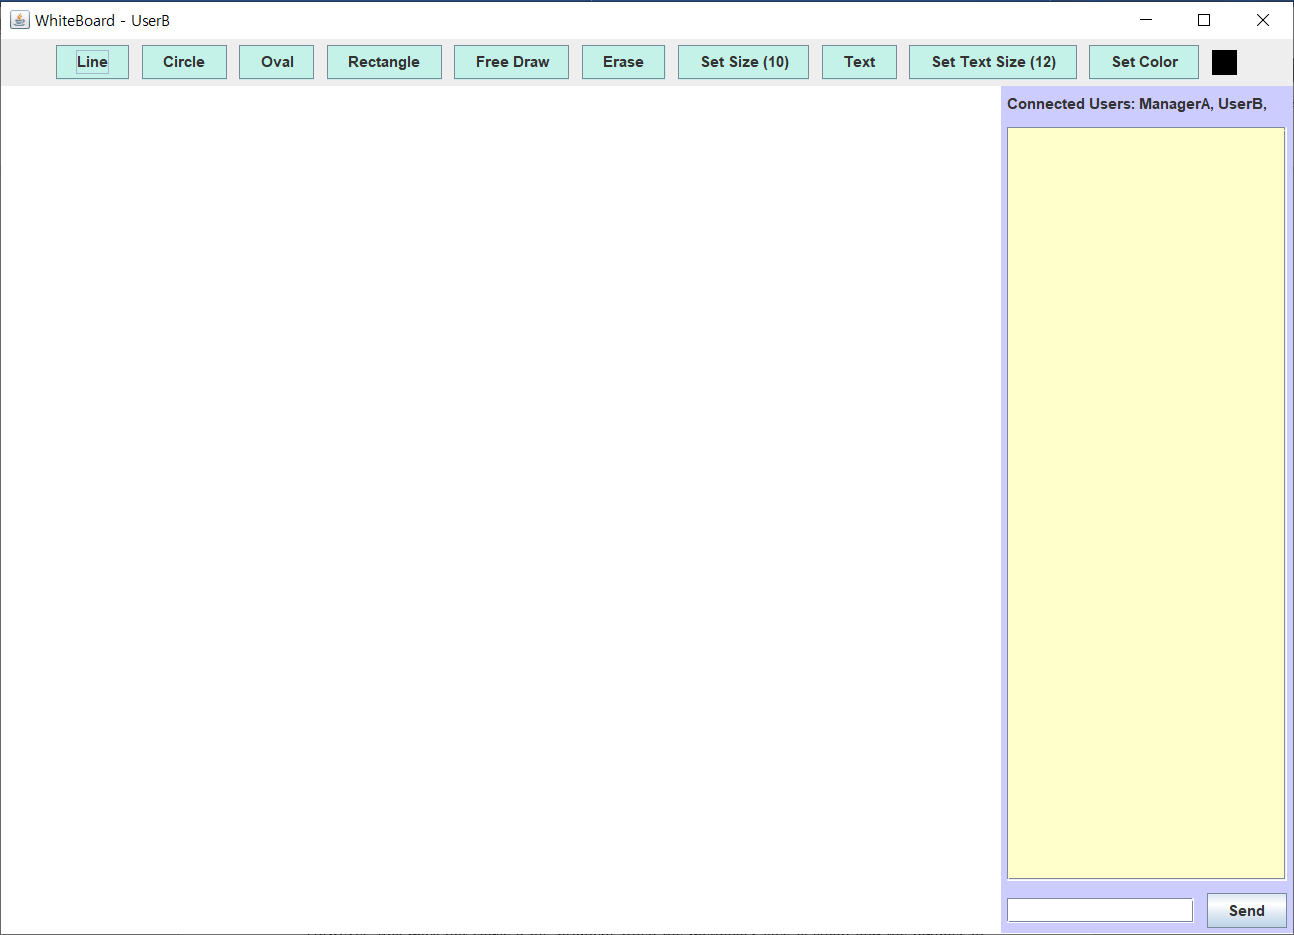 WhiteBoard - UserB
Line Circle Oval Rectangle Free Draw Erase Set Size (10) Text Set Text Size (12) Set Color
Connected Users: ManagerA, UserB,
Send